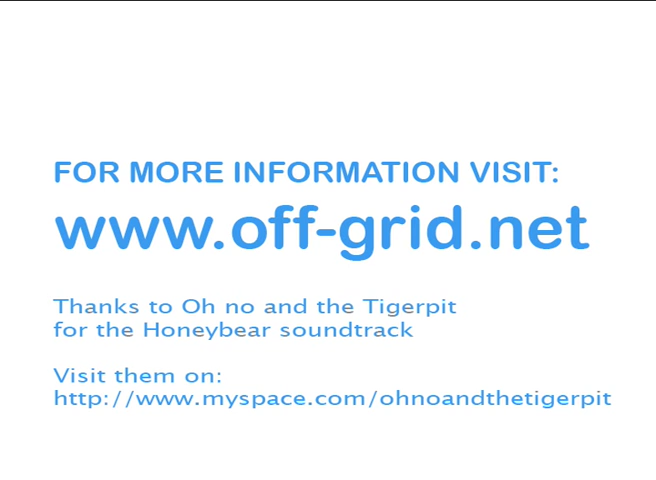 FOR MORE INFORMATION VISIT:
www.off-grid.net
Thanks to Oh no and the Tigerpit
for the Honeybear soundtrack
Visit them on:
http://www.myspace.com/ohnoandthetigerpit